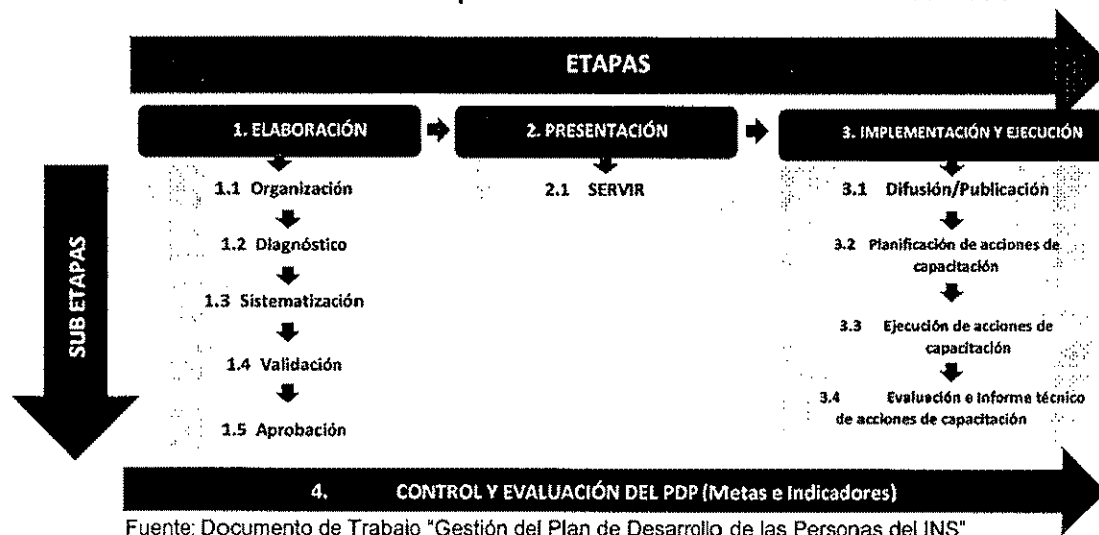 ETAPAS
1. ELABORACIÓN
2. PRESENTACIÓN
3. IMPLEMENTACIÓN Y EJECUCIÓN
SUB ETAPAS
1.1 Organización
1.2 Diagnóstico
1.3 Sistematización
1.4 Validación
1.5 Aprobación
2.1 SERVIR
3.1 Difusión/Publicación
3.2 Planificación de acciones de
capacitación
3.3 Ejecución de acciones de
capacitación
3.4 Evaluación e Informe técnico
de acciones de capacitación
4. CONTROL Y EVALUACIÓN DEL PDP (Metas e Indicadores)
Fuente: Documento de Trabajo "Gestión del Plan de Desarrollo de las Personas del INS"